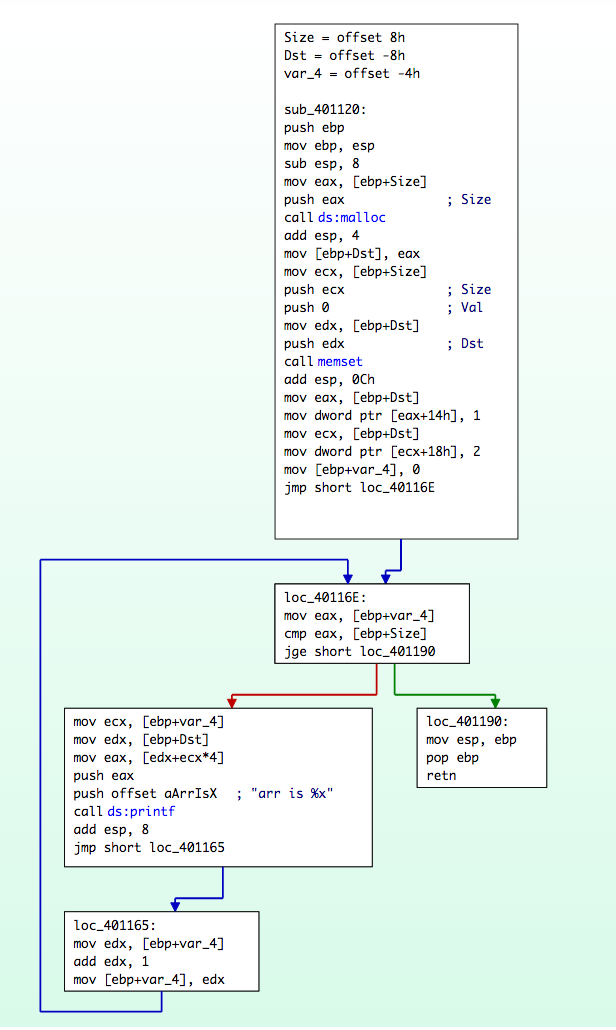 Size = offset 8h
Dst = offset -8h
var_4 = offset -4h
sub_401120:
push ebp
mov ebp, esp
sub esp, 8
mov eax, [ebp+Size]
push eax ; Size
call ds:malloc
add esp, 4
mov [ebp+Dst], eax
mov ecx, [ebp+Size]
push ecx ; Size
push 0 ; Val
mov edx, [ebp+Dst]
push edx ; Dst
call memset
add esp, 0Ch
mov eax, [ebp+Dst]
mov dword ptr [eax+14h], 1
mov ecx, [ebp+Dst]
mov dword ptr [ecx+18h], 2
mov [ebp+var_4], 0
jmp short loc_40116E
loc_40116E:
mov eax, [ebp+var_4]
cmp eax, [ebp+Size]
jge short loc_401190
mov ecx, [ebp+var_4]
mov edx, [ebp+Dst]
mov eax, [edx+ecx*4]
push eax
push offset aArrIsX ; "arr is %x"
call ds:printf
add esp, 8
jmp short loc_401165
loc_401190:
mov esp, ebp
pop ebp
retn
loc_401165:
mov edx, [ebp+var_4]
add edx, 1
mov [ebp+var_4], edx